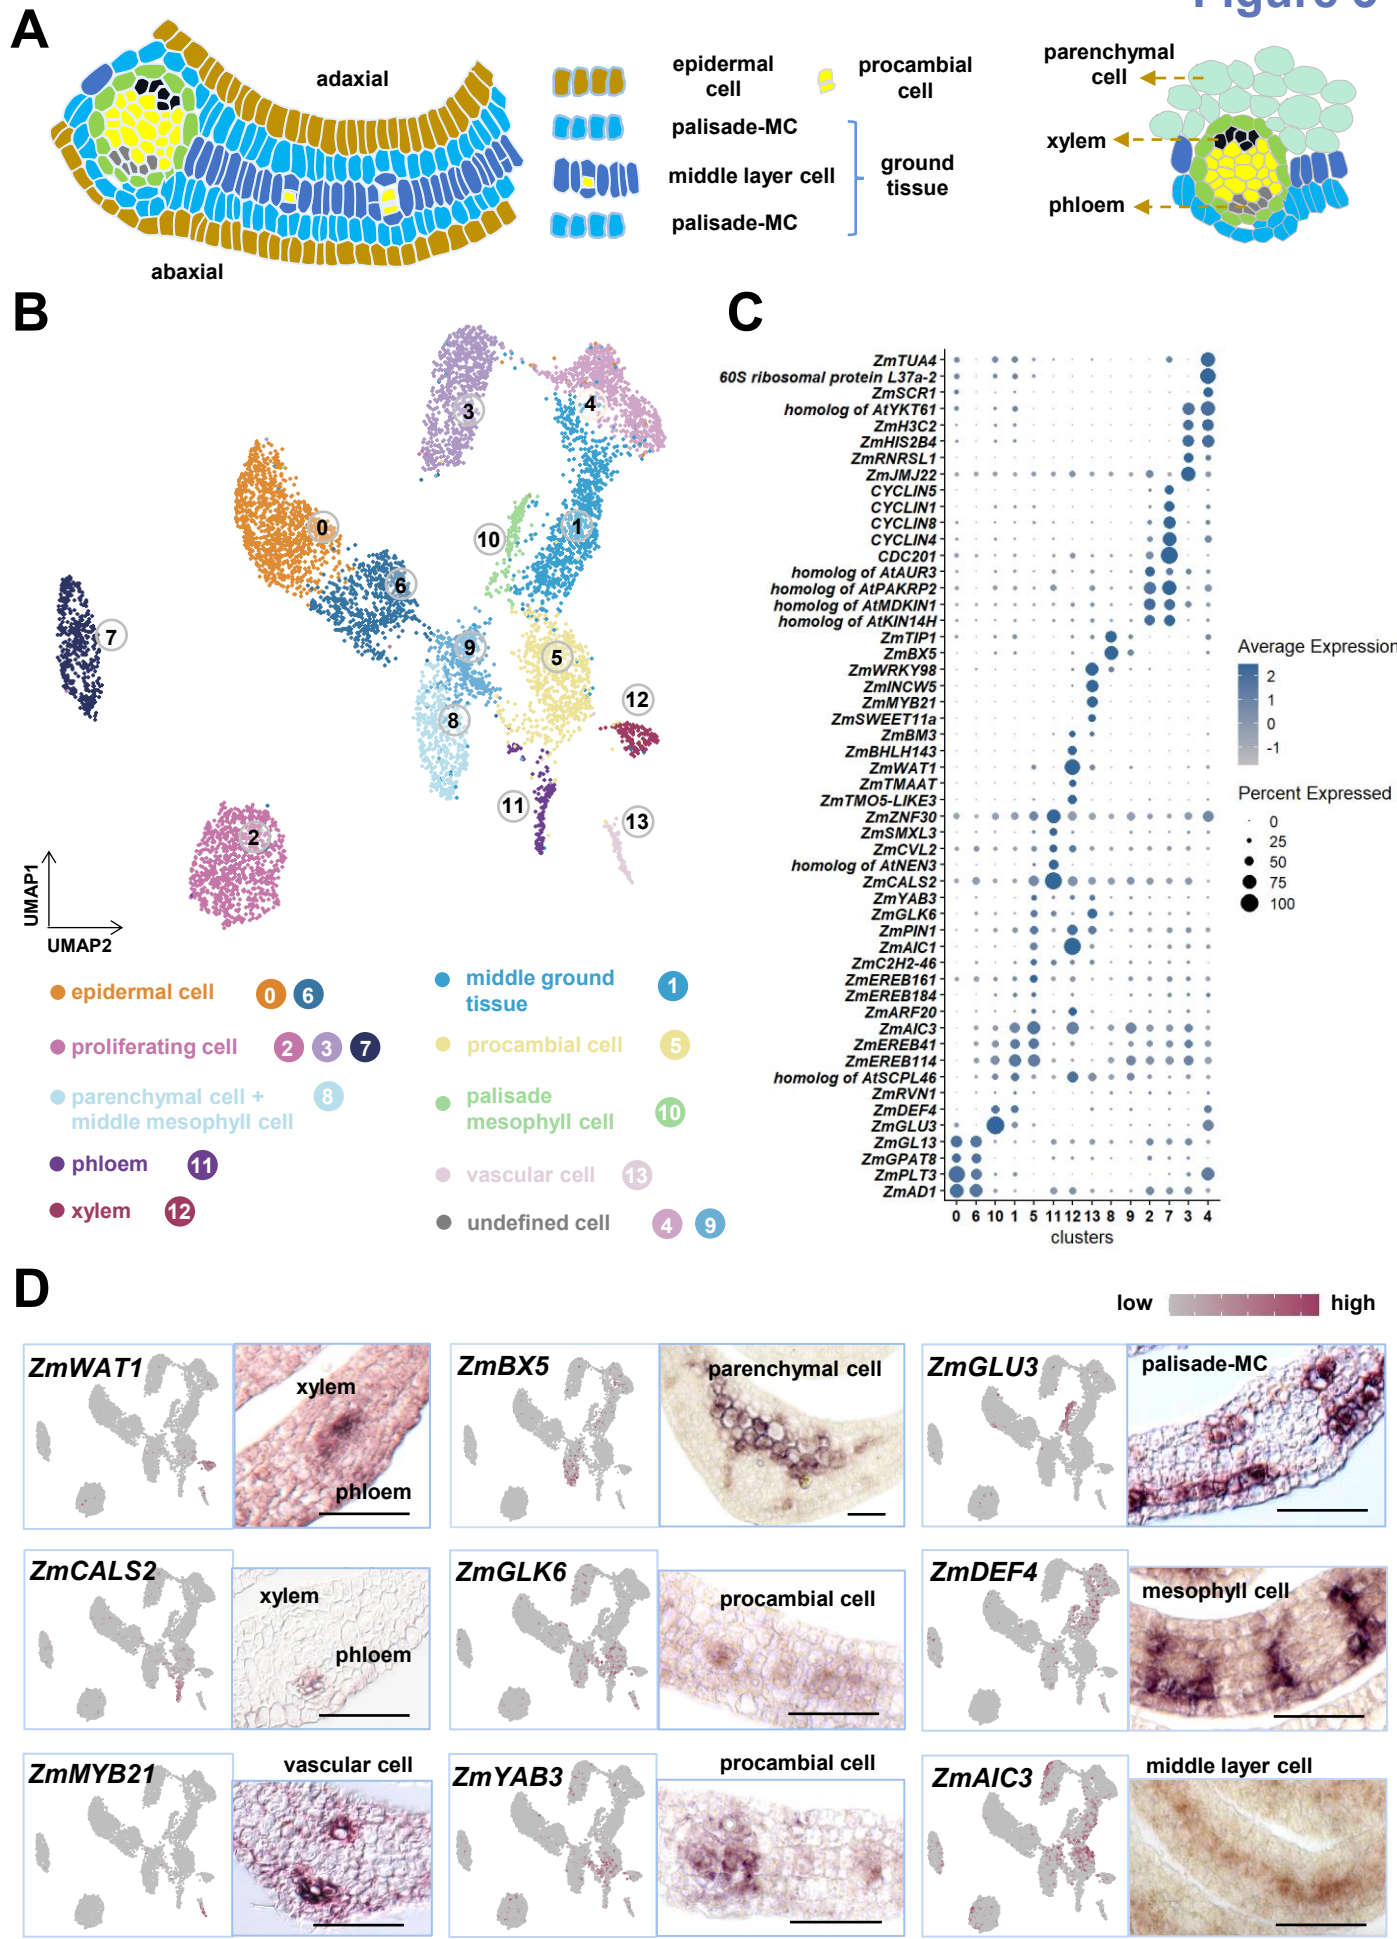 Figure
A
adaxial
abaxial
epidermal
cell
procambial
cell
palisade-MC
middle layer cell
palisade-MC
ground
tissue
parenchymal
cell
xylem
phloem
B
3
4
0
10
1
6
7
9
5
8
12
11
13
2
UMAP1
UMAP2
epidermal cell 0 6
proliferating cell 2 3 7
parenchymal cell +
middle mesophyll cell 8
phloem 11
xylem 12
middle ground
tissue 1
procambial cell 5
palisade
mesophyll cell 10
vascular cell 13
undefined cell 4 9
C
ZmTUA4
60S ribosomal protein L37a-2
ZmSCR1
homolog of AtYKT61
ZmH3C2
ZmHIS2B4
ZmRNRSL1
ZmJMJ22
CYCLIN5
CYCLIN1
CYCLIN8
CYCLIN4
CDC201
homolog of AtAUR3
homolog of AtPAKRP2
homolog of AtMDKIN1
homolog of AtKIN14H
ZmTIP1
ZmBX5
ZmWRKY98
ZmINCW5
ZmMYB21
ZmSWEET11a
ZmBM3
ZmBHLH143
ZmWAT1
ZmTMAAT
ZmTMO5-LIKE3
ZmZNF30
ZmSMXL3
ZmCVL2
homolog of AtNEN3
ZmCALS2
ZmYAB3
ZmGLK6
ZmPIN1
ZmAIC1
ZmC2H2-46
ZmEREB161
ZmEREB184
ZmARF20
ZmAIC3
ZmEREB41
ZmEREB114
homolog of AtSCPL46
ZmRVN1
ZmDEF4
ZmGLU3
ZmGL13
ZmGPAT8
ZmPLT3
ZmAD1
0 6 10 1 5 11 12 13 8 9 2 7 3 4
clusters
Average Expression
2
1
0
-1
Percent Expressed
0
25
50
75
100
D
low high
ZmWAT1
xylem
phloem
ZmBX5
parenchymal cell
ZmGLU3
palisade-MC
ZmCALS2
xylem
phloem
ZmGLK6
procambial cell
ZmDEF4
mesophyll cell
ZmMYB21
vascular cell
ZmYAB3
procambial cell
ZmAIC3
middle layer cell